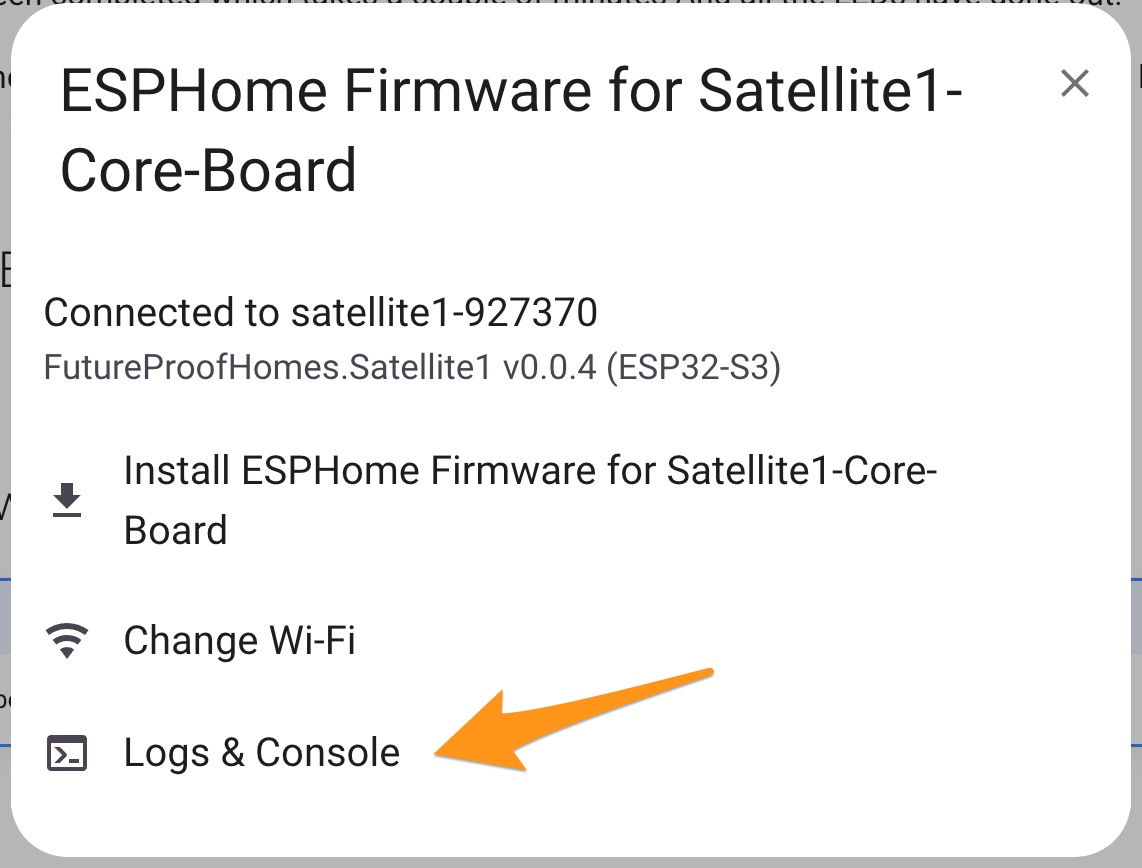 ESPHome Firmware for Satellite1-
Core-Board
Connected to satellite1-927370
FutureProofHomes.Satellite1 v0.0.4 (ESP32-S3)
Install ESPHome Firmware for Satellite1-Core-
Board
Change Wi-Fi
Logs & Console